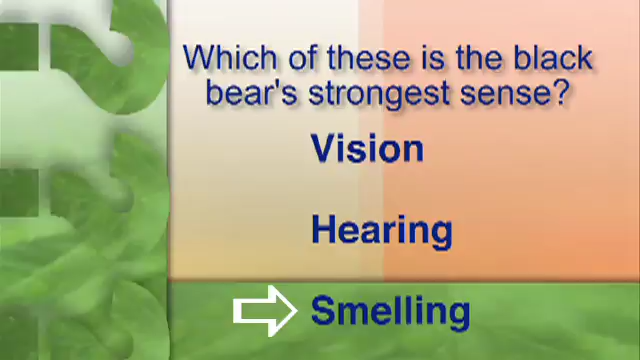 Which of these is the black
bear's strongest sense?
Vision
Hearing
Smelling